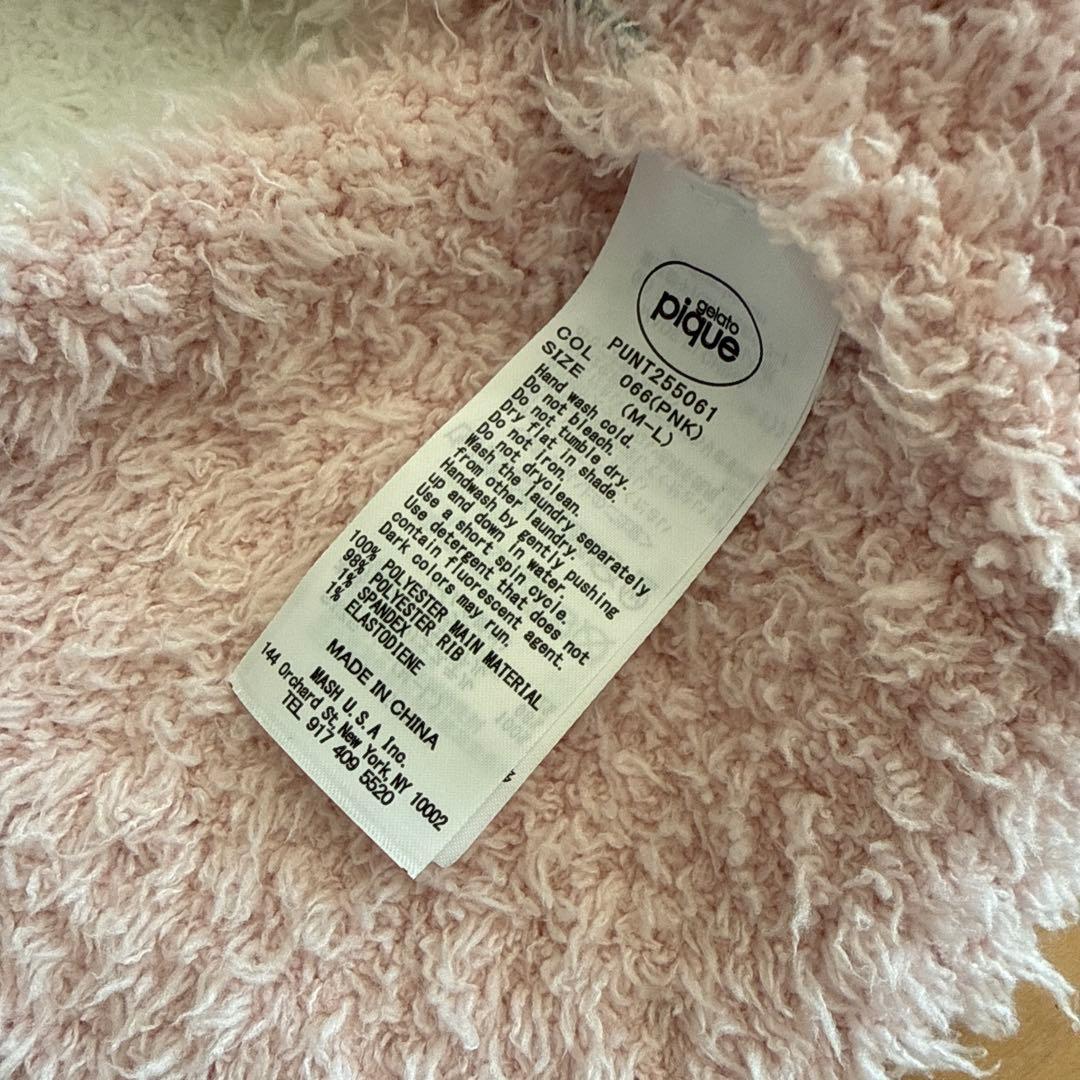 gelato
pique
PUNT255061
COL 066(PNK)
SIZE (M-L)
Hand wash cold.
Do not bleach.
Do not tumble dry.
Dry flat in shade.
Do not iron.
Do not dryclean.
Wash the laundry separately
from other laundry.
Handwash by gently pushing
up and down in water.
Use a short spin cycle.
Use detergent that does not
contain fluorescent agent.
Dark colors may run.
100% POLYESTER MAIN MATERIAL
98% POLYESTER RIB
1% SPANDEX
1% ELASTODIENE
MADE IN CHINA
MASH U.S.A Inc.
144 Orchard St, New York, NY 10002
TEL 917 409 5520